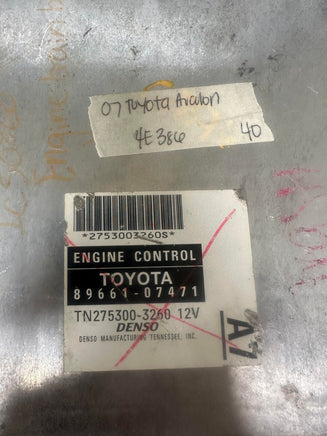 07 Toyota Avalon
4E386 40
Engine
*2753003260S*
ENGINE CONTROL
TOYOTA
89661-07471
TN275300-3260 12V
DENSO
DENSO MANUFACTURING TENNESSEE, INC.
A7